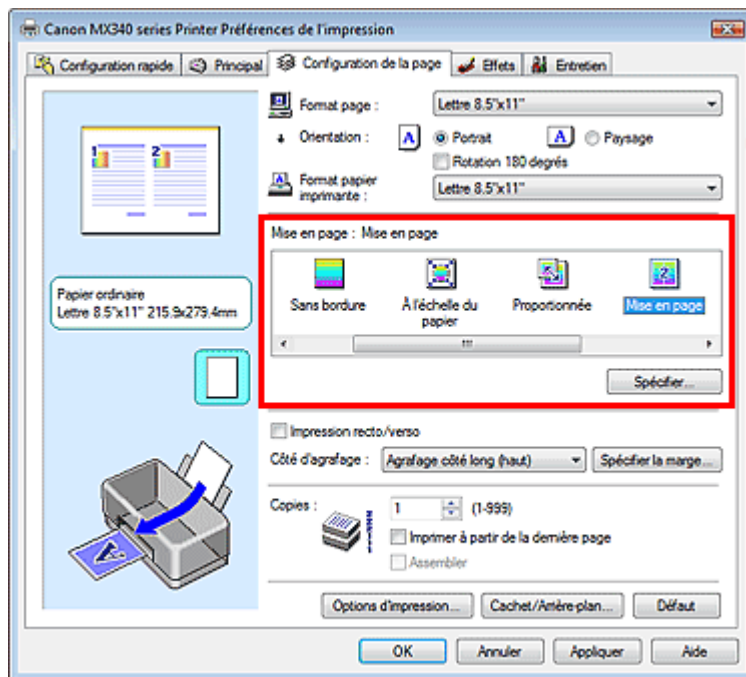 Canon MX340 series Printer Préférences de l'impression
Configuration rapide Principal Configuration de la page Effets Entretien
Format page : Lettre 8.5"x11"
Orientation : A Portrait A Paysage
Rotation 180 degrés
Format papier imprimante : Lettre 8.5"x11"
1 2
Mise en page : Mise en page
Sans bordure À l'échelle du papier Proportionnée Mise en page
Spécifier...
Papier ordinaire
Lettre 8.5"x11" 215.9x279.4mm
Impression recto/verso
Côté d'agrafage : Agrafage côté long (haut) Spécifier la marge...
Copies : 1 (1-999)
Imprimer à partir de la dernière page
Assembler
Options d'impression... Cachet/Arrière-plan... Défaut
OK Annuler Appliquer Aide